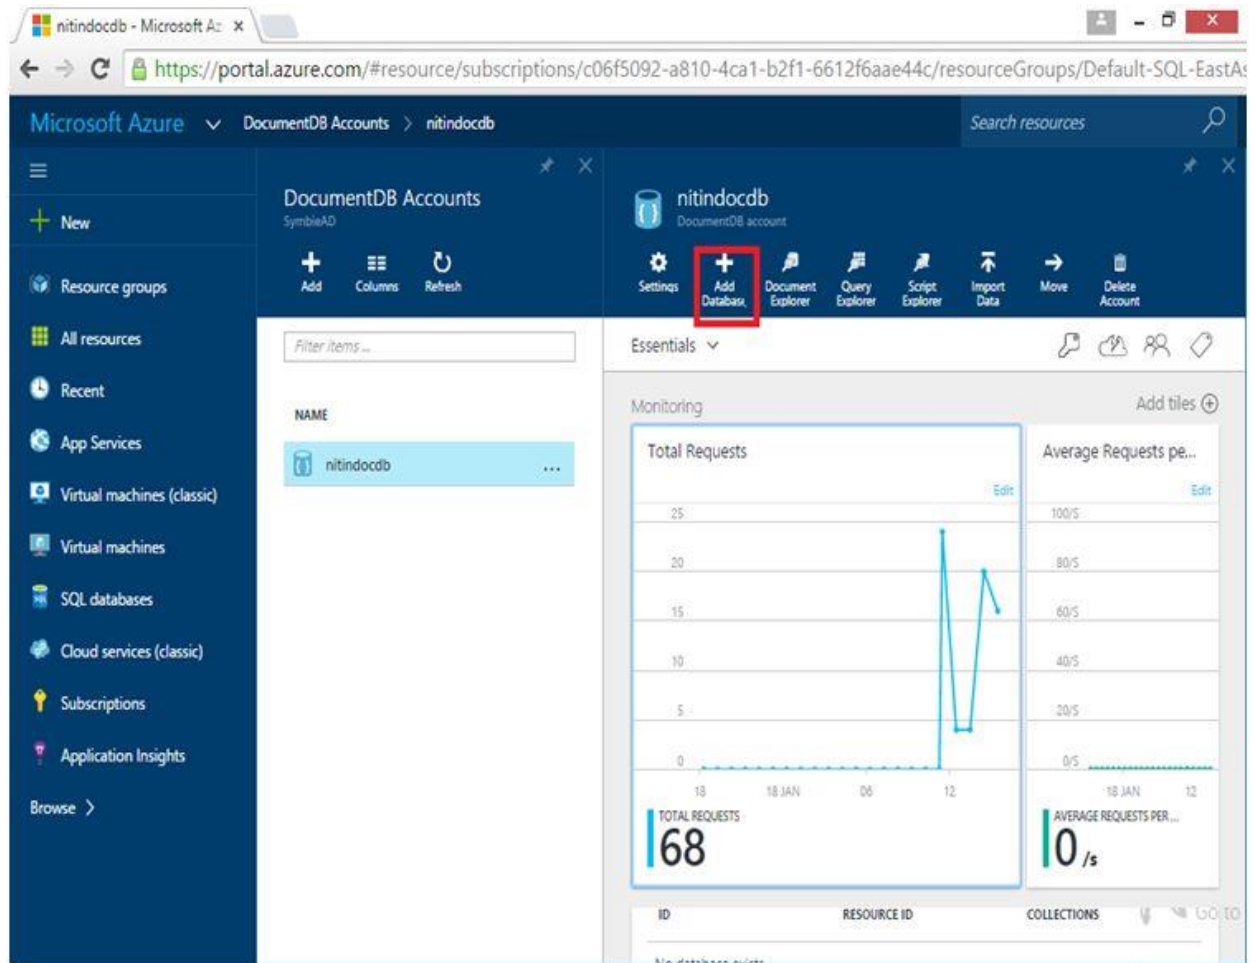 nitindocdb - Microsoft Az
https://portal.azure.com/#resource/subscriptions/c06f5092-a810-4ca1-b2f1-6612f6aae44c/resourceGroups/Default-SQL-EastAs
Microsoft Azure DocumentDB Accounts > nitindocdb
Search resources
New
Resource groups
All resources
Recent
App Services
Virtual machines (classic)
Virtual machines
SQL databases
Cloud services (classic)
Subscriptions
Application Insights
Browse >
DocumentDB Accounts
SymbieAD
Add Columns Refresh
Filter items ...
NAME
nitindocdb ...
nitindocdb
DocumentDB account
Settings
Add
Database
Document
Explorer
Query
Explorer
Script
Explorer
Import
Data
Move
Delete
Account
Essentials
Monitoring
Add tiles
Total Requests
Edit
25
20
15
10
5
0
18 18 JAN 06 12
TOTAL REQUESTS
68
Average Requests pe...
Edit
100/S
80/S
60/S
40/S
20/S
0/S
18 JAN 12
AVERAGE REQUESTS PER ...
0 /s
ID RESOURCE ID COLLECTIONS
Go to
No database exists